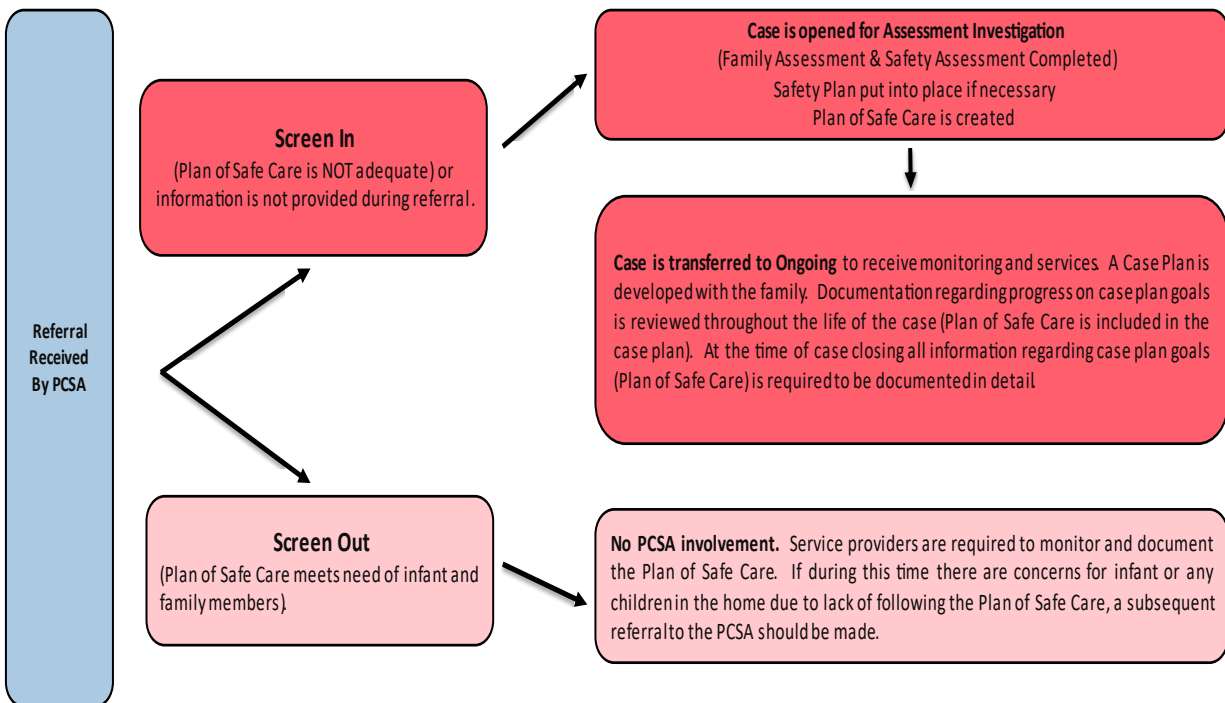 Referral
Received
By PCSA
Screen In
(Plan of Safe Care is NOT adequate) or
information is not provided during referral.
Case is opened for Assessment Investigation
(Family Assessment & Safety Assessment Completed)
Safety Plan put into place if necessary
Plan of Safe Care is created
Case is transferred to Ongoing to receive monitoring and services. A Case Plan is
developed with the family. Documentation regarding progress on case plan goals
is reviewed throughout the life of the case (Plan of Safe Care is included in the
case plan). At the time of case closing all information regarding case plan goals
(Plan of Safe Care) is required to be documented in detail.
Screen Out
(Plan of Safe Care meets need of infant and
family members).
No PCSA involvement. Service providers are required to monitor and document
the Plan of Safe Care. If during this time there are concerns for infant or any
children in the home due to lack of following the Plan of Safe Care, a subsequent
referral to the PCSA should be made.